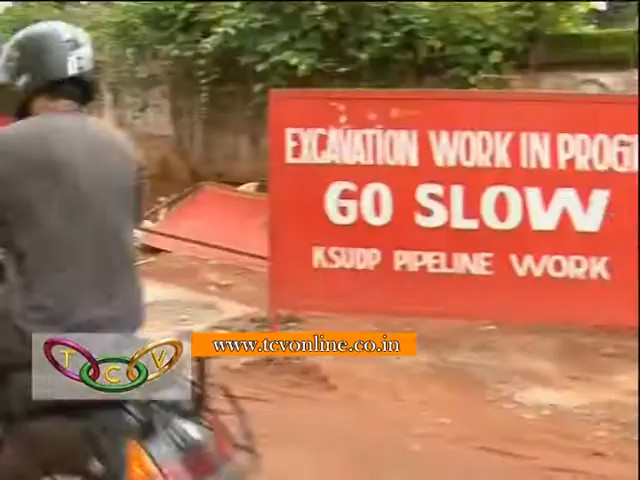 EXCAVATION WORK IN PROG
GO SLOW
KSUDP PIPELINE WORK
TCV
www.tcvonline.co.in